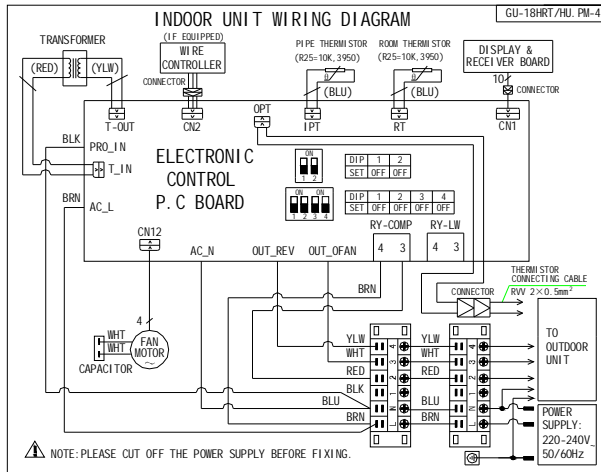 INDOOR UNIT WIRING DIAGRAM
GU-18HRT/HU.PM-4
TRANSFORMER
(RED)
(YLW)
(IF EQUIPPED)
WIRE
CONTROLLER
CONNECTOR
PIPE THERMISTOR
(R25=10K,3950)
(BLU)
ROOM THERMISTOR
(R25=10K,3950)
(BLU)
DISPLAY &
RECEIVER BOARD
10
CONNECTOR
T-OUT
CN2
OPT
IPT
RT
CN1
BLK
PRO_IN
T_IN
BRN
AC_L
ELECTRONIC
CONTROL
P.C BOARD
ON
1 2
DIP 1 2
SET OFF OFF
ON ON
1 2 3 4
DIP 1 2 3 4
SET OFF OFF OFF OFF
RY-COMP
4 3
RY-LW
4 3
CN12
AC_N
OUT_REV
OUT_OFAN
BRN
THERMISTOR
CONNECTING CABLE
RVV 2×0.5mm²
CONNECTOR
4
WHT
WHT
FAN
MOTOR
~
CAPACITOR
YLW
WHT
RED
BLK
BLU
BRN
4
3
2
1
N
L
YLW
WHT
RED
BLU
BRN
4
3
2
1
N
L
TO
OUTDOOR
UNIT
POWER
SUPPLY:
220-240V
50/60Hz
NOTE:PLEASE CUT OFF THE POWER SUPPLY BEFORE FIXING.